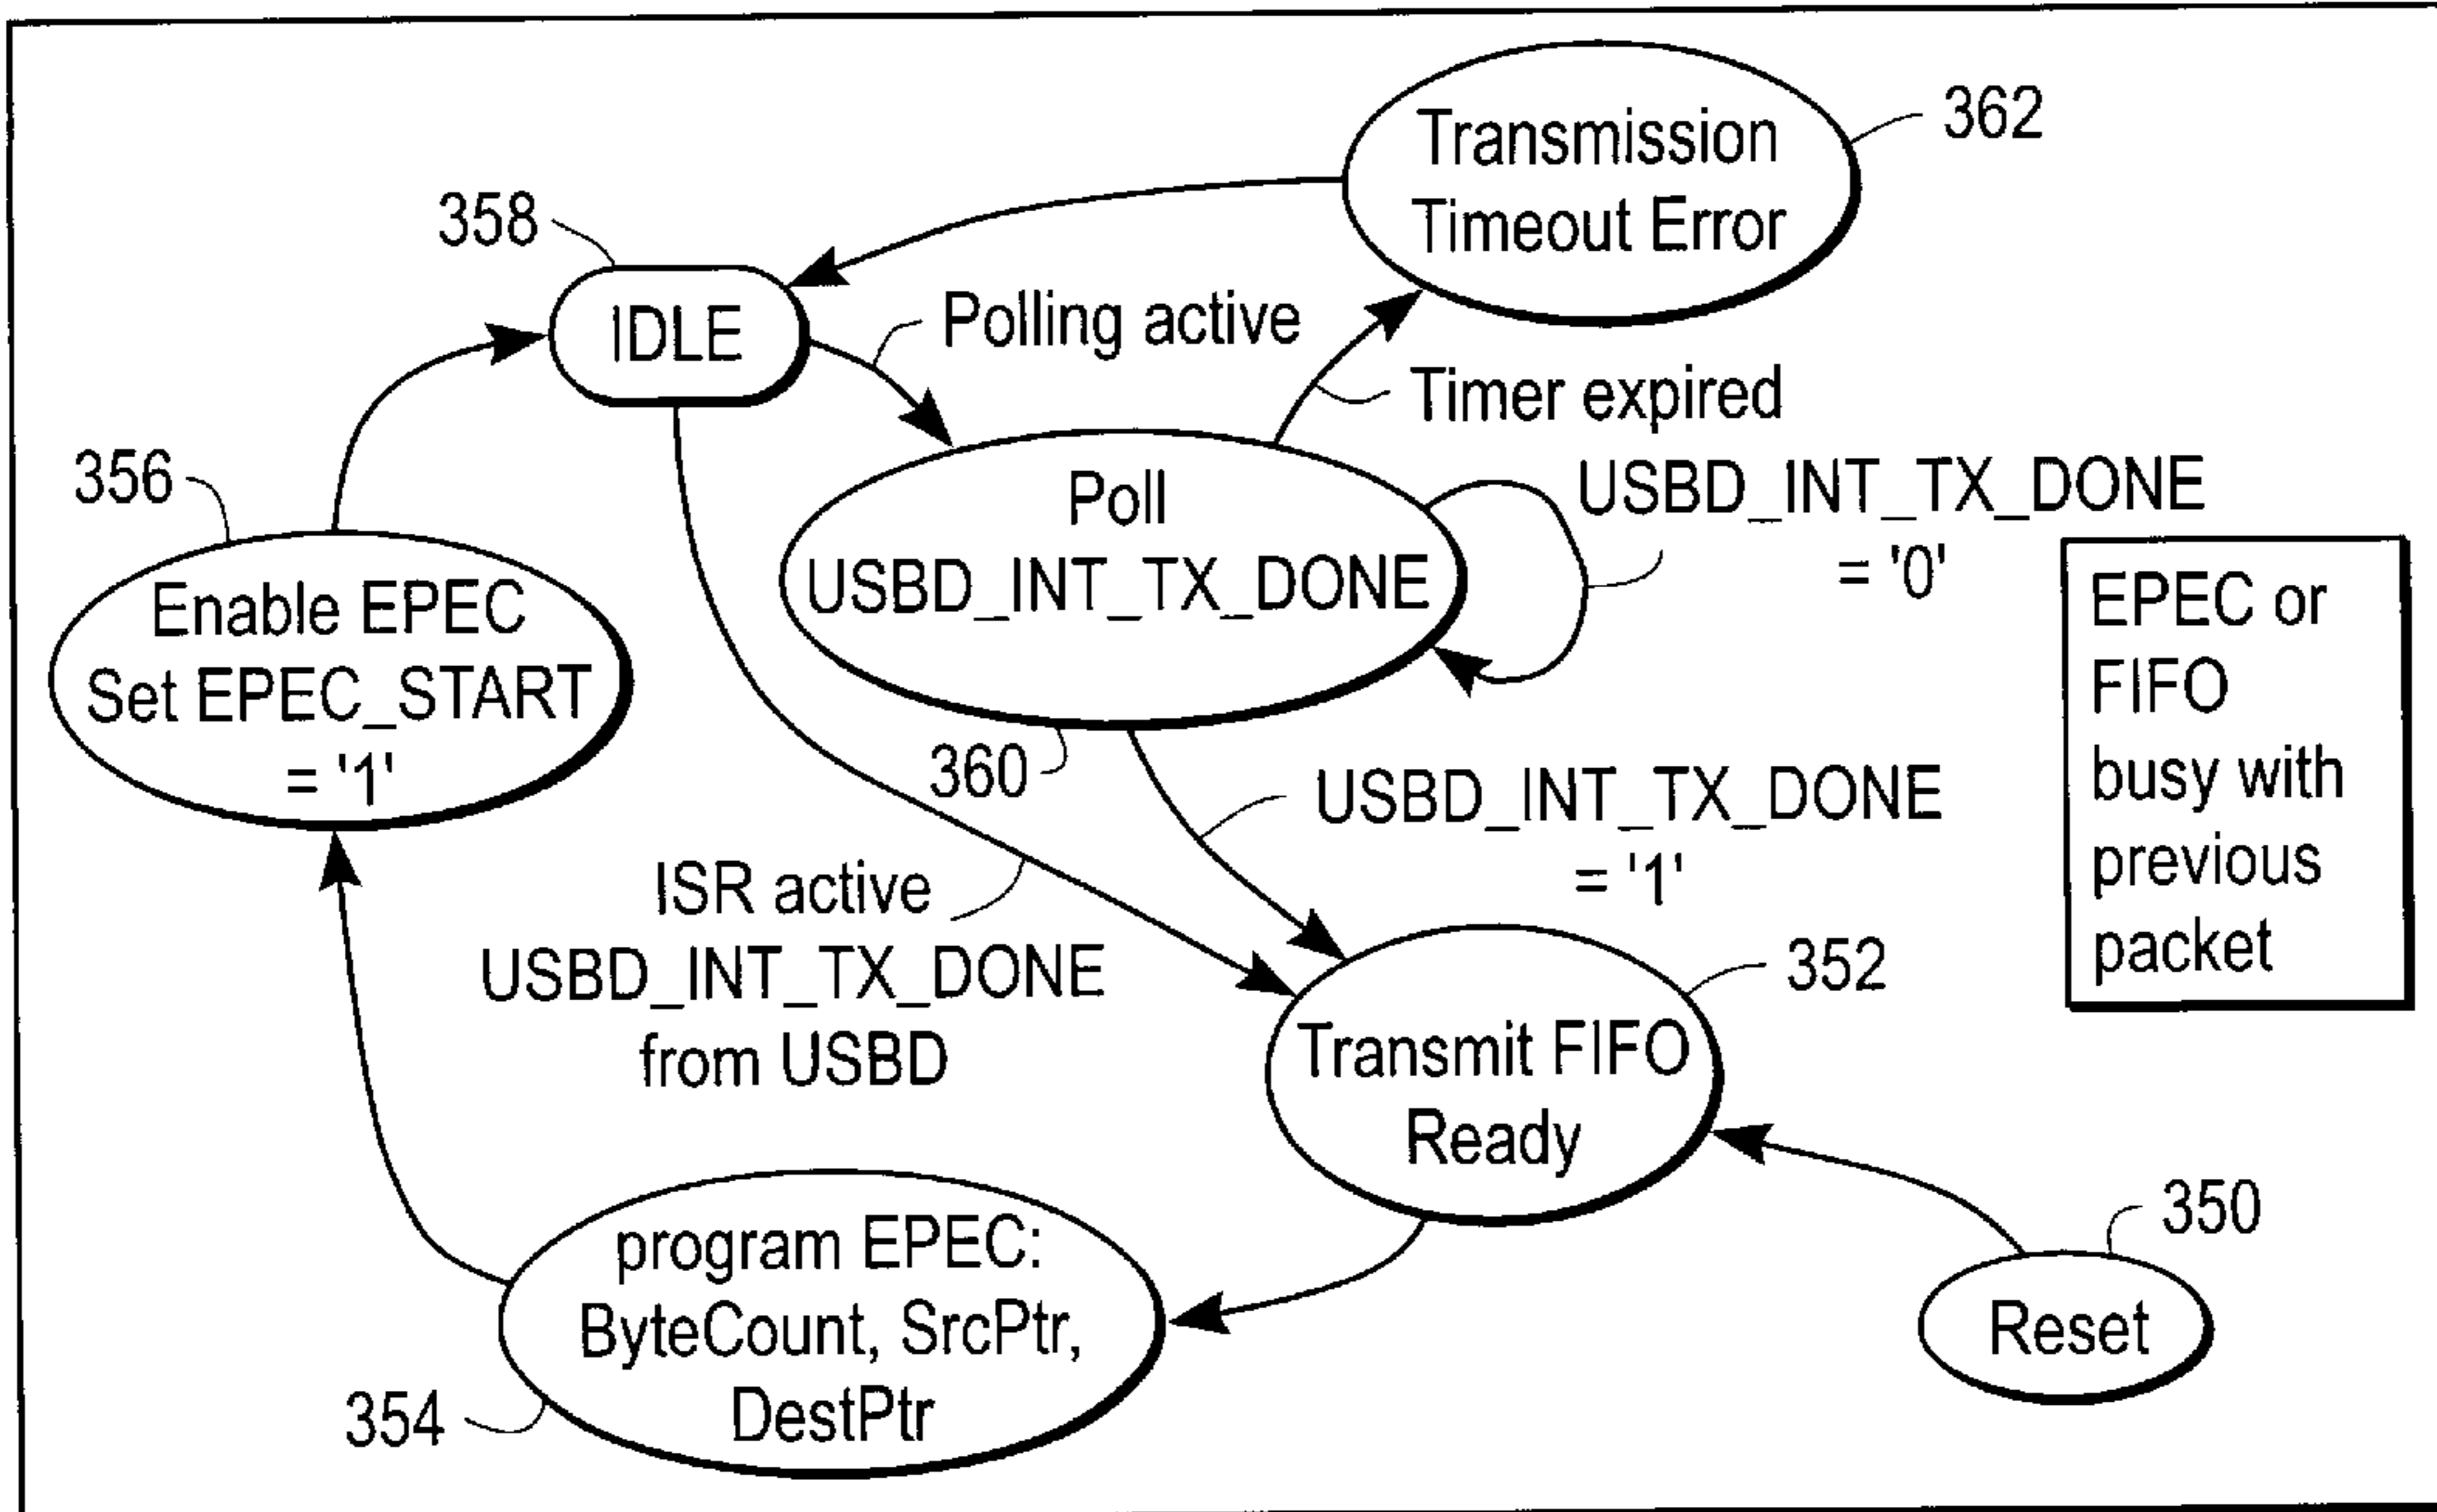 362
Transmission
Timeout Error
358
IDLE
Polling active
Timer expired
356
Enable EPEC
Set EPEC_START
= '1'
Poll
USBD_INT_TX_DONE
USBD_INT_TX_DONE
= '0'
360
USBD_INT_TX_DONE
= '1'
EPEC or
FIFO
busy with
previous
packet
ISR active
USBD_INT_TX_DONE
from USBD
352
Transmit FIFO
Ready
350
Reset
program EPEC:
ByteCount, SrcPtr,
DestPtr
354